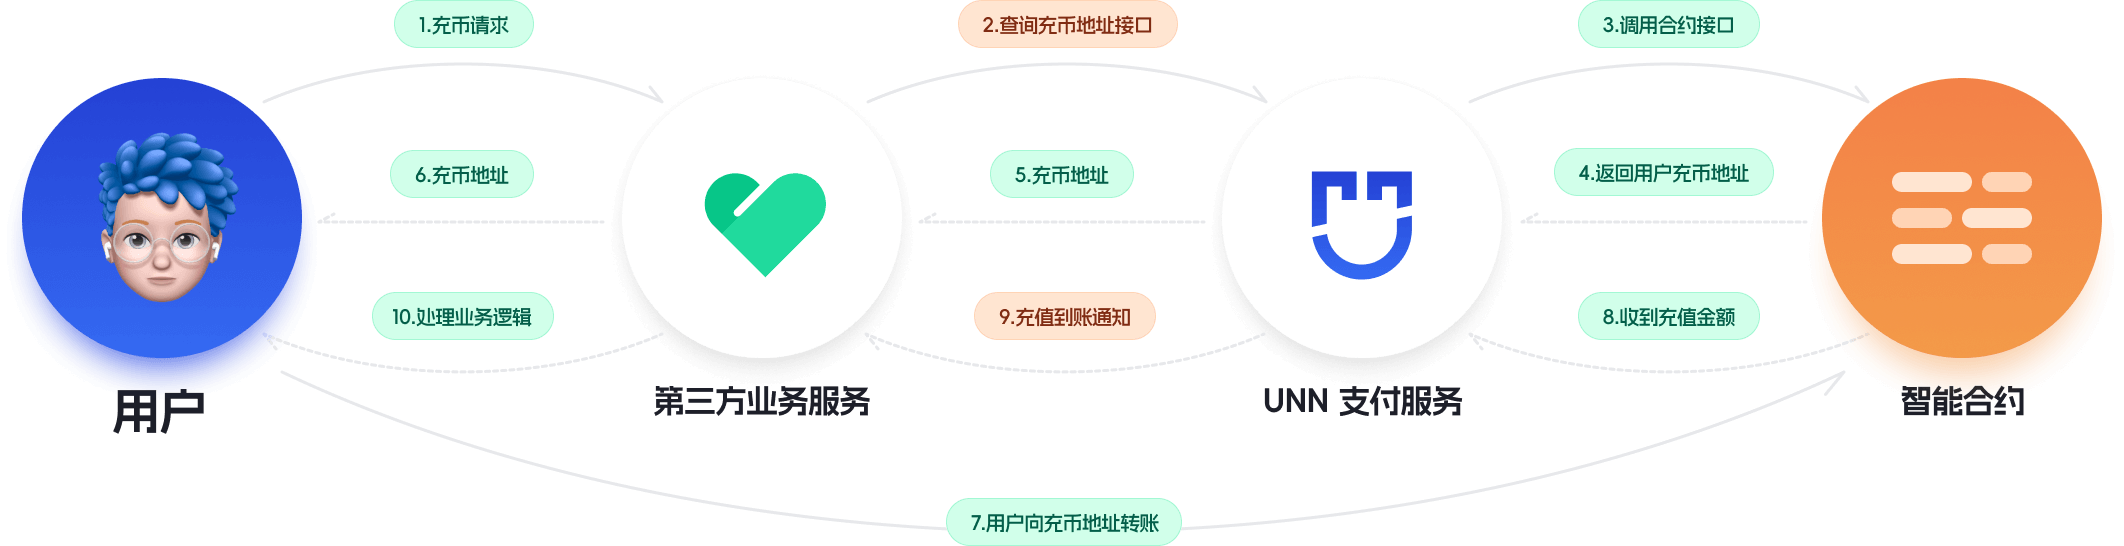 1.充币请求
2.查询充币地址接口
3.调用合约接口
6.充币地址
5.充币地址
4.返回用户充币地址
10.处理业务逻辑
9.充值到账通知
8.收到充值金额
用户
第三方业务服务
UNN 支付服务
智能合约
7.用户向充币地址转账